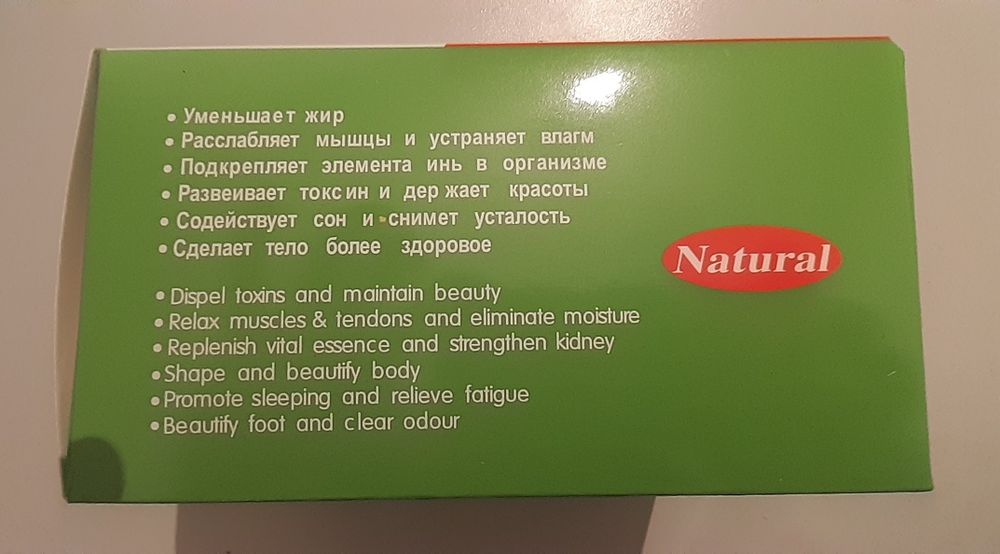 • Уменьшает жир
• Расслабляет мышцы и устраняет влагм
• Подкрепляет элемента инь в организме
• Развеивает токсин и дер жает красоты
• Содействует сон и снимет усталость
• Сделает тело более здоровое
Natural
• Dispel toxins and maintain beauty
• Relax muscles & tendons and eliminate moisture
• Replenish vital essence and strengthen kidney
• Shape and beautify body
• Promote sleeping and relieve fatigue
• Beautify foot and clear odour